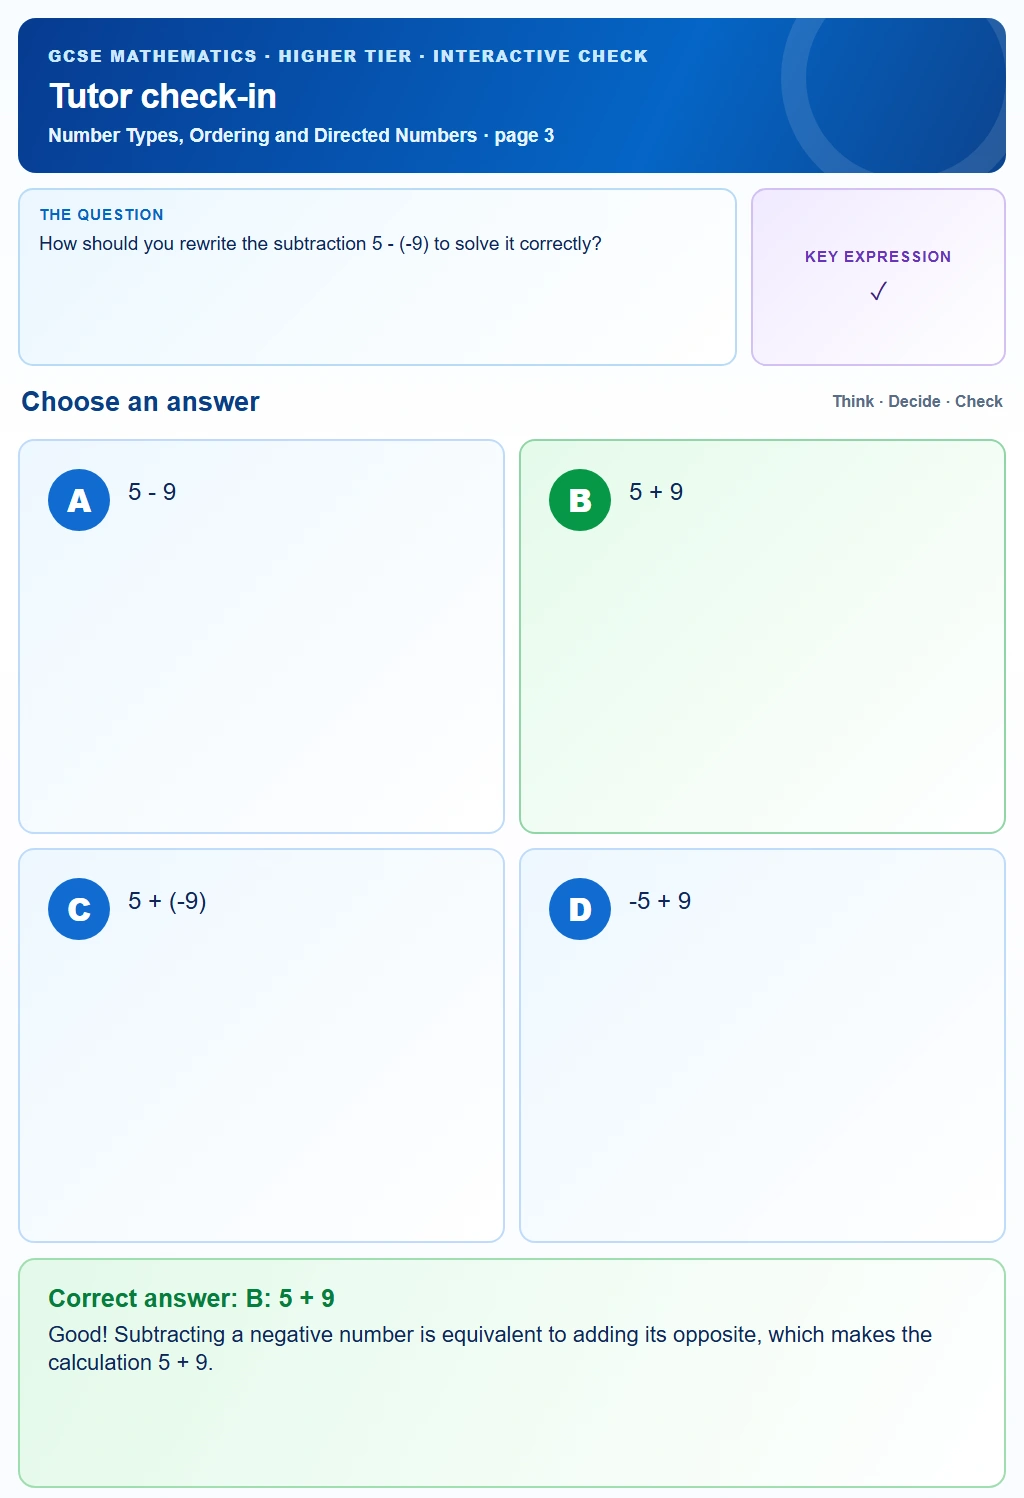 GCSE MATHEMATICS · HIGHER TIER · INTERACTIVE CHECK
Tutor check-in
Number Types, Ordering and Directed Numbers · page 3
THE QUESTION
How should you rewrite the subtraction 5 - (-9) to solve it correctly?
KEY EXPRESSION
✓
Choose an answer
Think · Decide · Check
A
5 - 9
B
5 + 9
C
5 + (-9)
D
-5 + 9
Correct answer: B: 5 + 9
Good! Subtracting a negative number is equivalent to adding its opposite, which makes the
calculation 5 + 9.